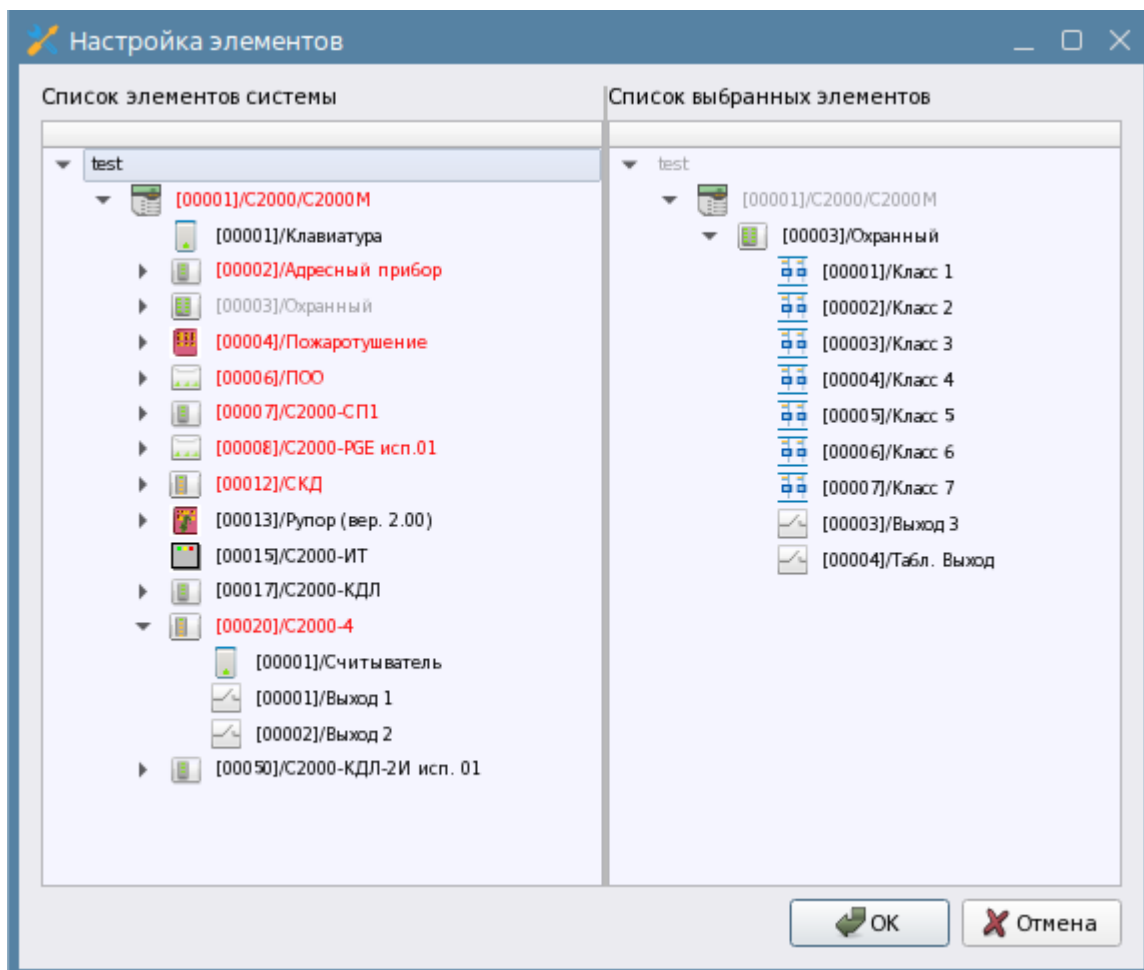 Настройка элементов
Список элементов системы
test
[00001]/С2000/С2000М
[00001]/Клавиатура
[00002]/Адресный прибор
[00003]/Охранный
[00004]/Пожаротушение
[00006]/ПОО
[00007]/С2000-СП1
[00008]/С2000-PGE исп.01
[00012]/СКД
[00013]/Рупор (вер. 2.00)
[00015]/С2000-ИТ
[00017]/С2000-КДЛ
[00020]/С2000-4
[00001]/Считыватель
[00001]/Выход 1
[00002]/Выход 2
[00050]/С2000-КДЛ-2И исп. 01
Список выбранных элементов
test
[00001]/С2000/С2000М
[00003]/Охранный
[00001]/Класс 1
[00002]/Класс 2
[00003]/Класс 3
[00004]/Класс 4
[00005]/Класс 5
[00006]/Класс 6
[00007]/Класс 7
[00003]/Выход 3
[00004]/Табл. Выход
ОК
Отмена